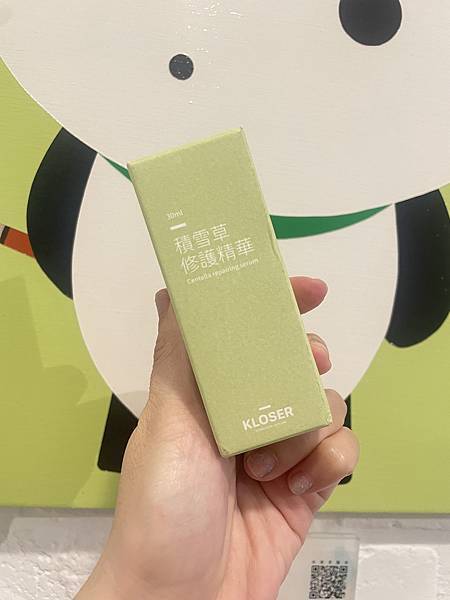 30ml
積雪草
修護精華
Centella repairing serum
KLOSER